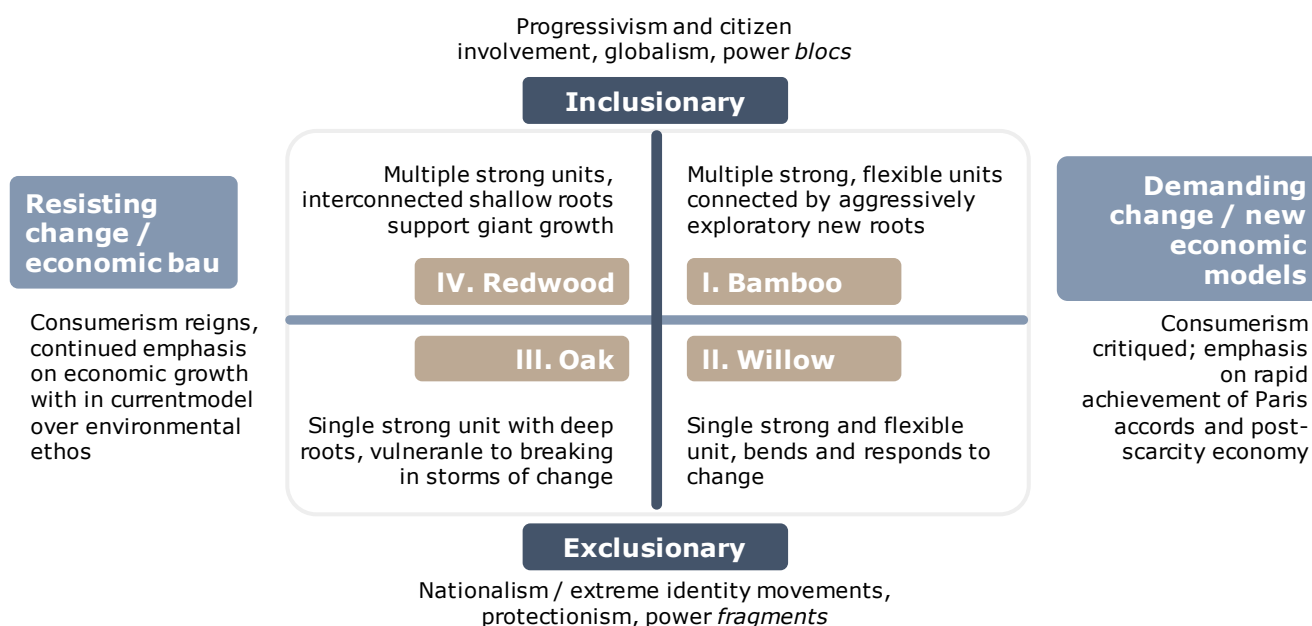 Progressivism and citizen
involvement, globalism, power blocs
Inclusionary
Resisting
change /
economic bau
Consumerism reigns,
continued emphasis
on economic growth
with in currentmodel
over environmental
ethos
Multiple strong units,
interconnected shallow roots
support giant growth
IV. Redwood
Multiple strong, flexible units
connected by aggressively
exploratory new roots
I. Bamboo
III. Oak
Single strong unit with deep
roots, vulneranle to breaking
in storms of change
II. Willow
Single strong and flexible
unit, bends and responds to
change
Demanding
change / new
economic
models
Consumerism
critiqued; emphasis
on rapid
achievement of Paris
accords and post-
scarcity economy
Exclusionary
Nationalism / extreme identity movements,
protectionism, power fragments